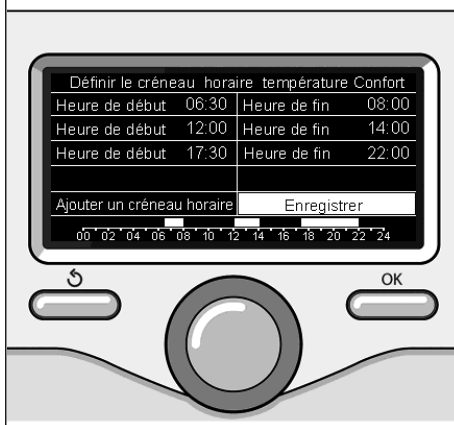 Définir le créneau horaire température Confort
Heure de début 06:30 Heure de fin 08:00
Heure de début 12:00 Heure de fin 14:00
Heure de début 17:30 Heure de fin 22:00
Ajouter un créneau horaire Enregistrer
00 02 04 06 08 10 12 14 16 18 20 22 24
OK